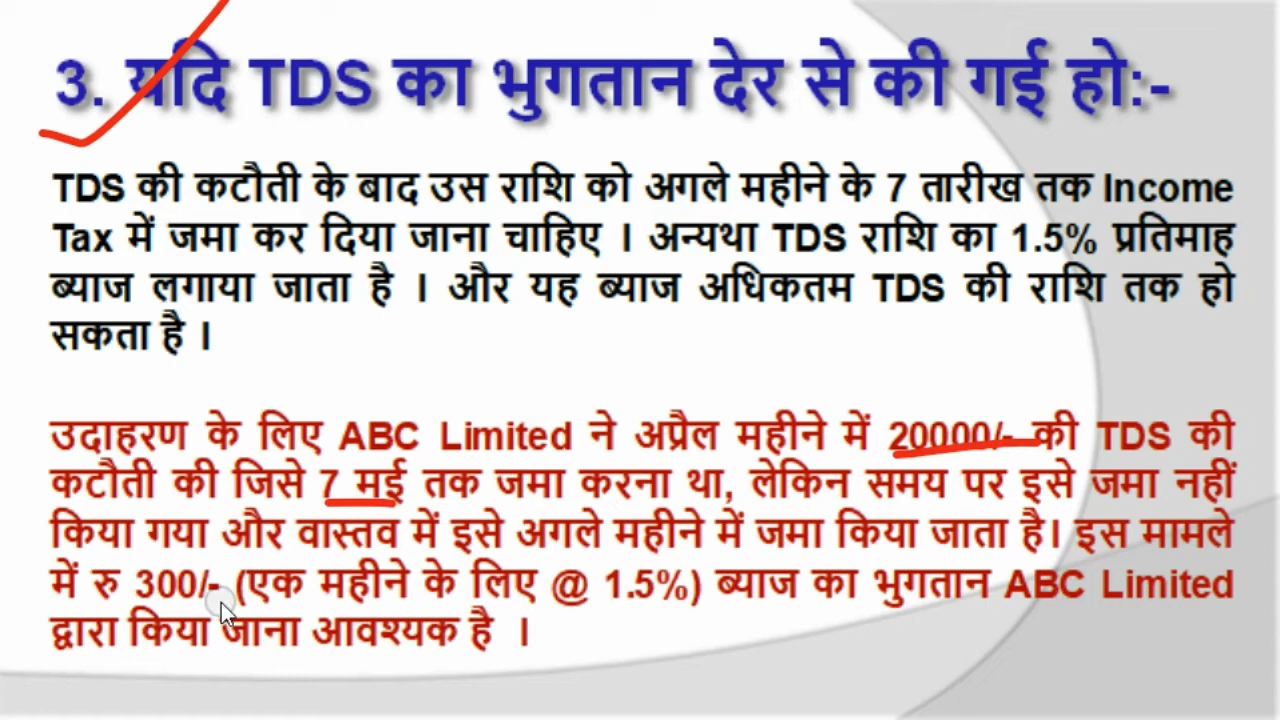 3. यदि TDS का भुगतान देर से की गई हो:-
TDS की कटौती के बाद उस राशि को अगले महीने के 7 तारीख तक Income
Tax में जमा कर दिया जाना चाहिए । अन्यथा TDS राशि का 1.5% प्रतिमाह
ब्याज लगाया जाता है । और यह ब्याज अधिकतम TDS की राशि तक हो
सकता है ।
उदाहरण के लिए ABC Limited ने अप्रैल महीने में 20000/- की TDS की
कटौती की जिसे 7 मई तक जमा करना था, लेकिन समय पर इसे जमा नहीं
किया गया और वास्तव में इसे अगले महीने में जमा किया जाता है। इस मामले
में रु 300/- (एक महीने के लिए @ 1.5%) ब्याज का भुगतान ABC Limited
द्वारा किया जाना आवश्यक है ।